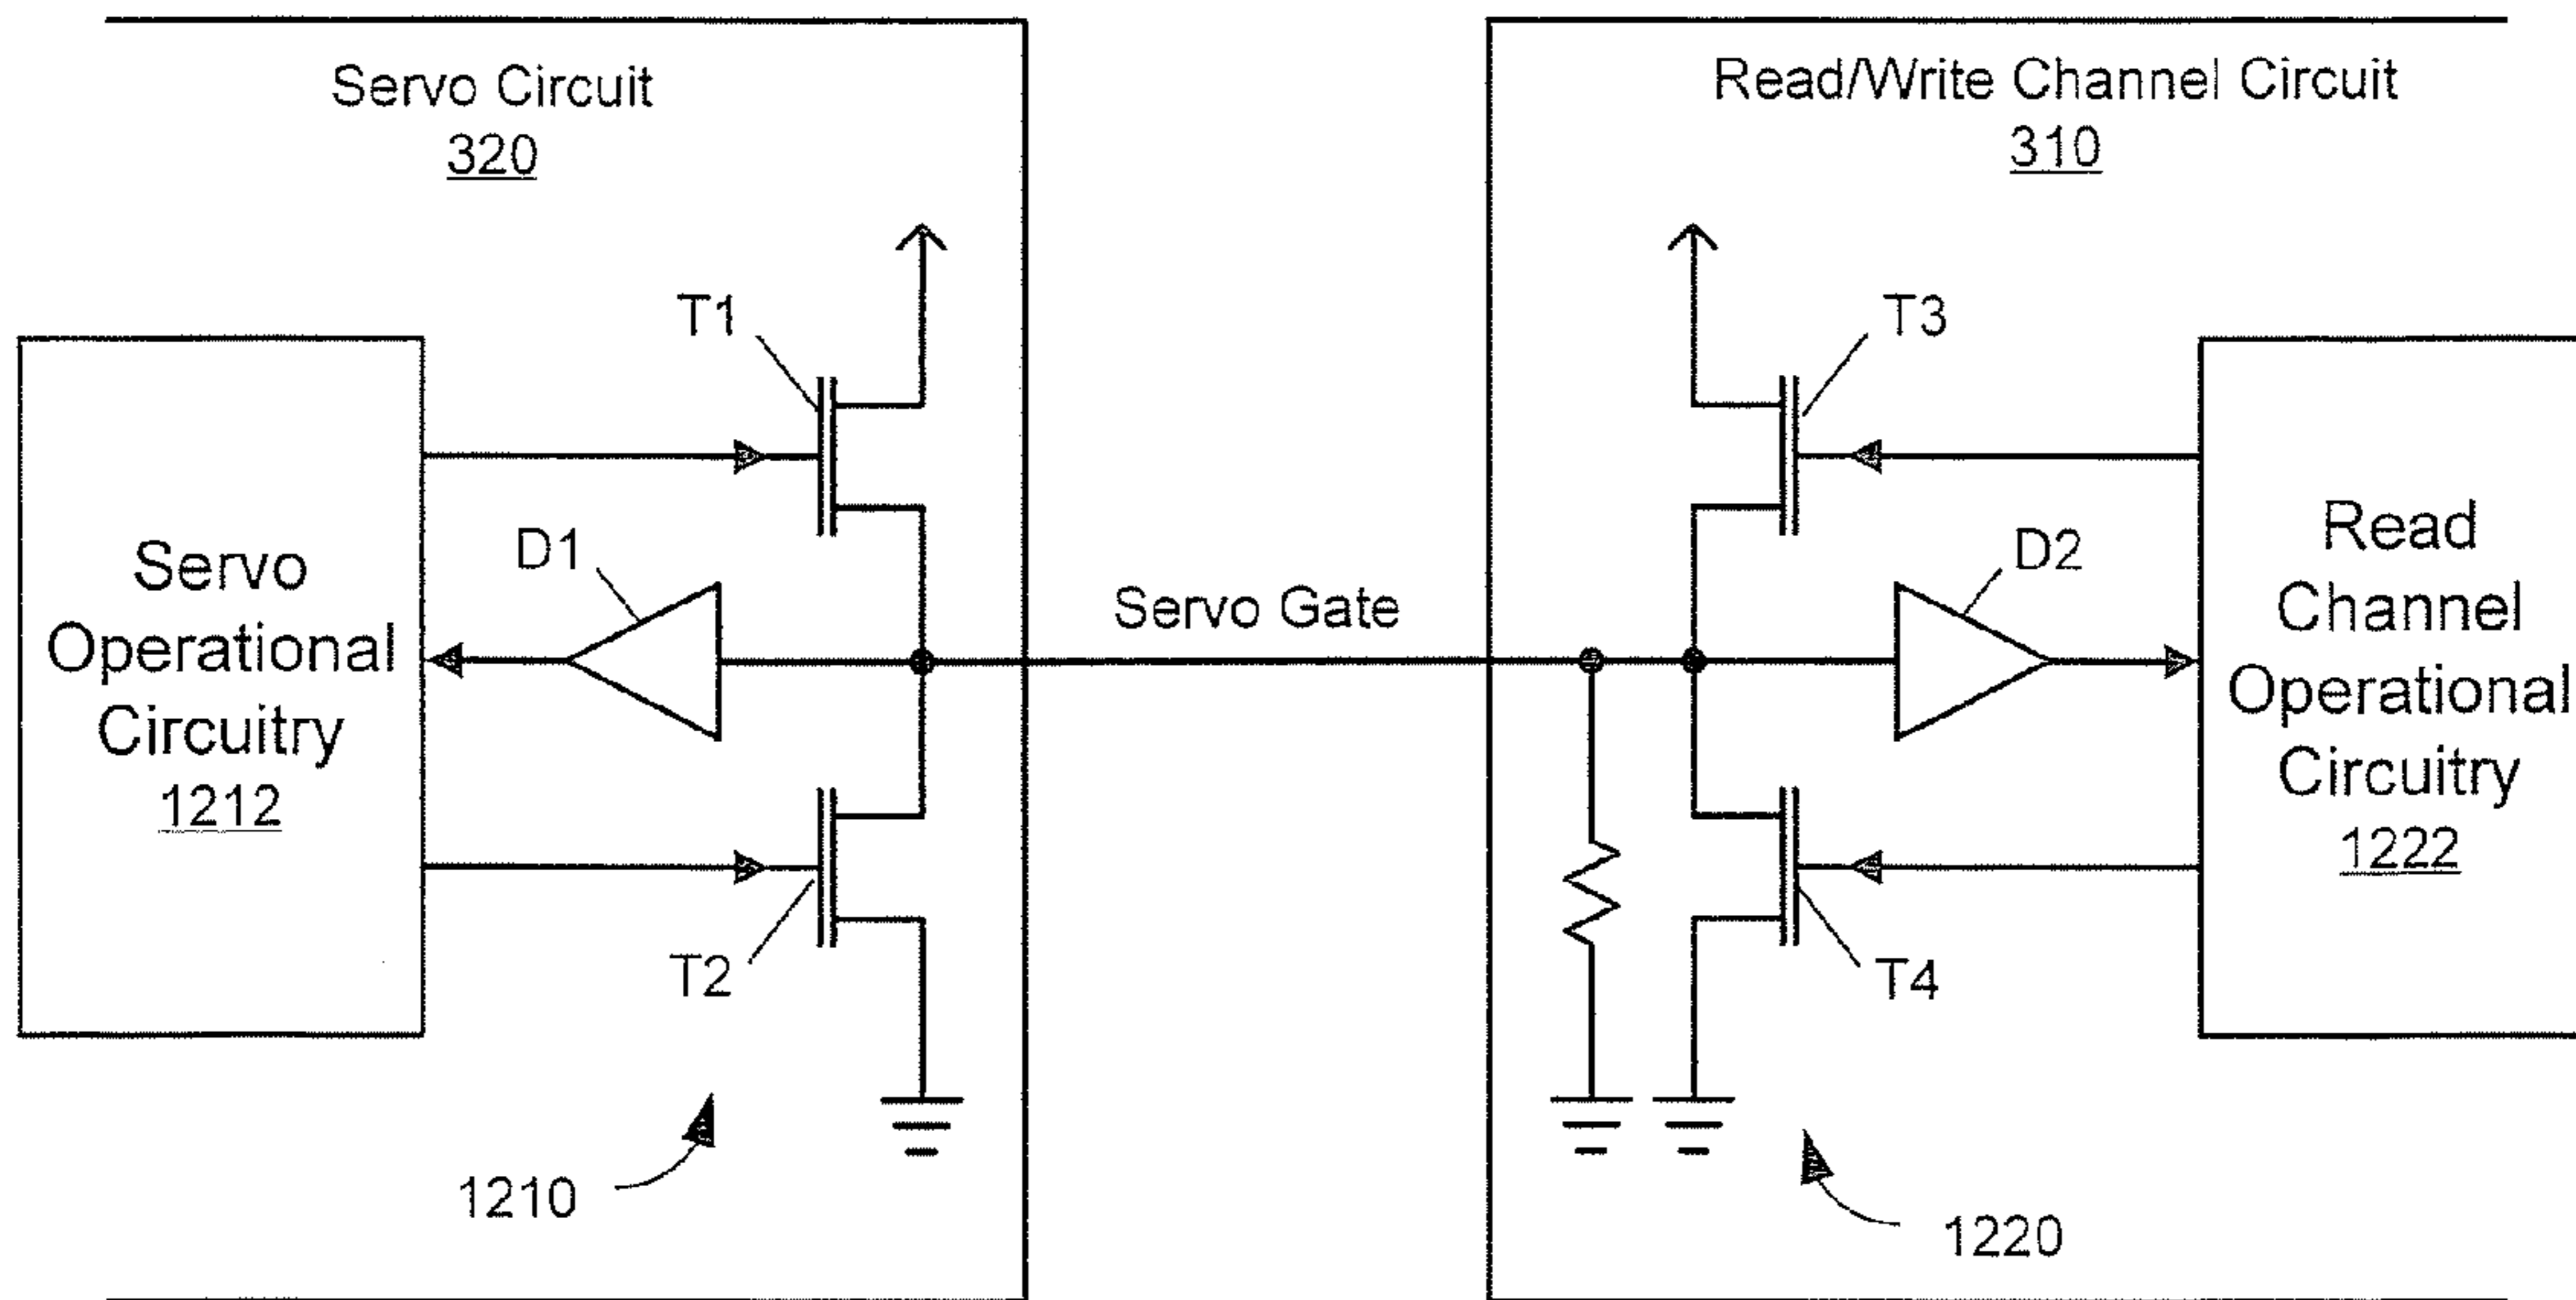 Servo Circuit
320
Read/Write Channel Circuit
310
T1
T3
Servo
Operational
Circuitry
1212
D1
Servo Gate
D2
Read
Channel
Operational
Circuitry
1222
T2
T4
1210
1220